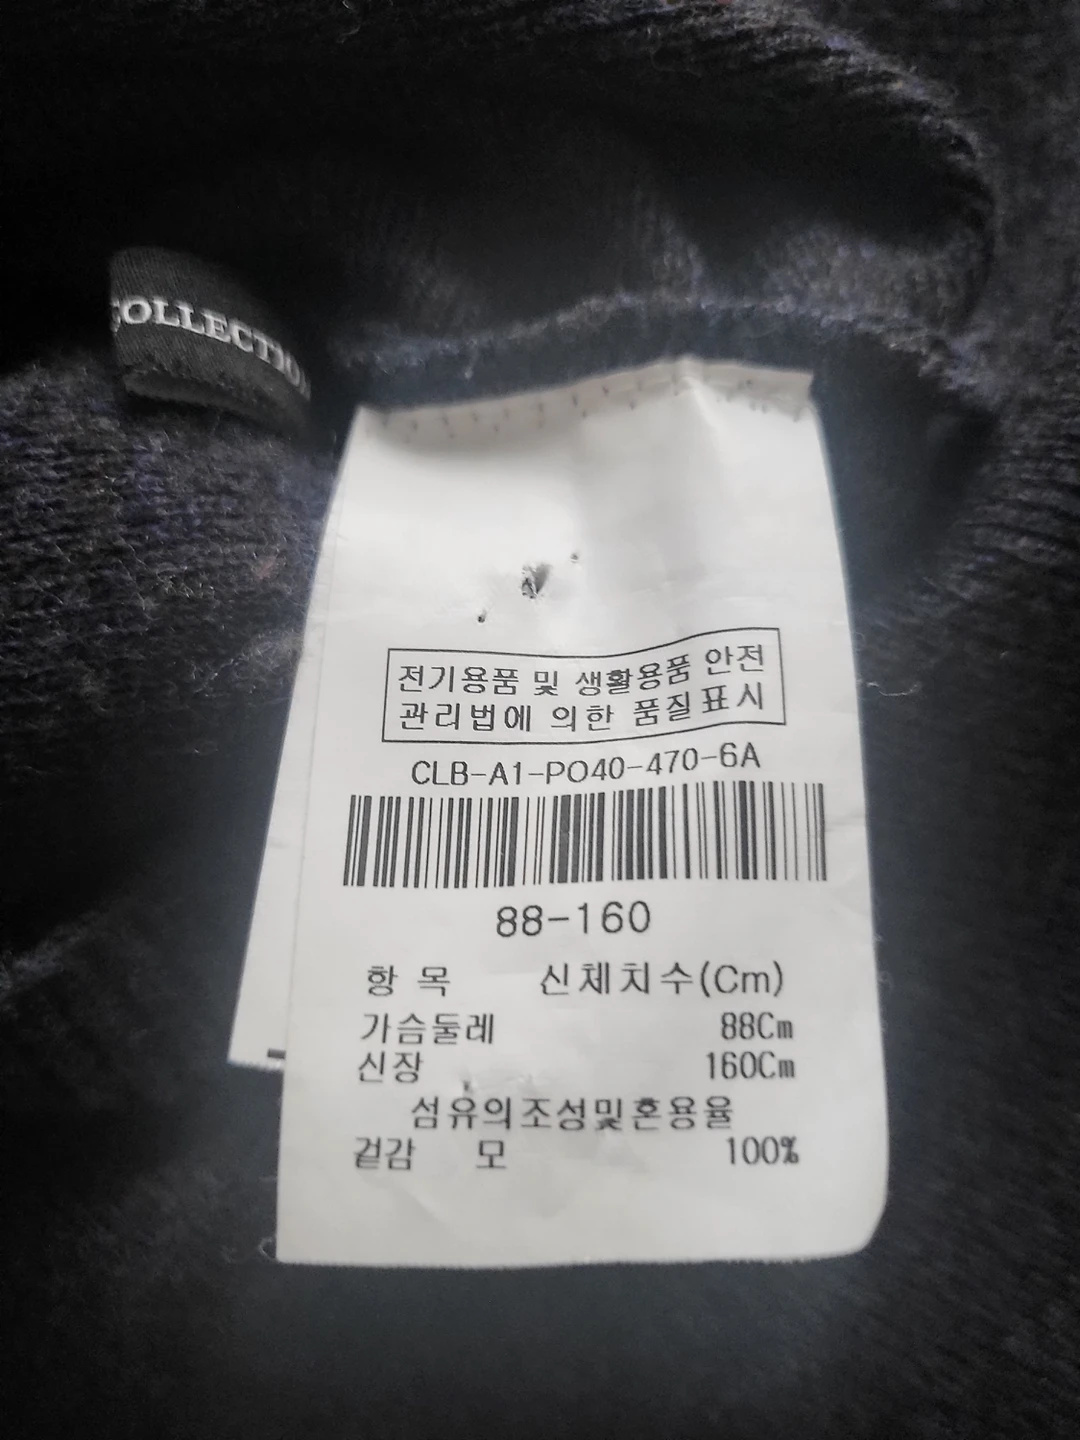 COLLECTION
전기용품 및 생활용품 안전
관리법에 의한 품질표시
CLB-A1-PO40-470-6A
88-160
항 목 신체치수(Cm)
가슴둘레 88Cm
신장 160Cm
섬유의조성및혼용율
겉감 모 100%